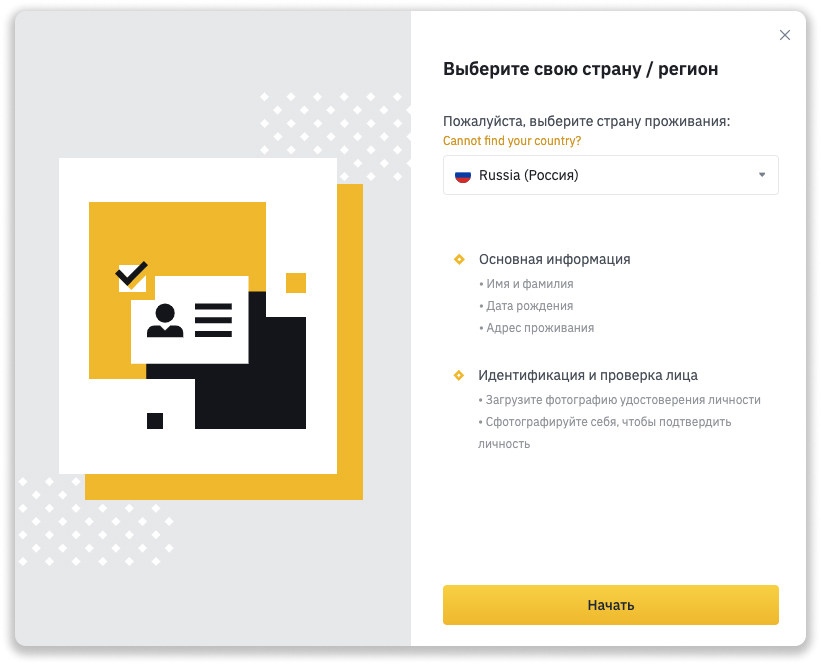 Выберите свою страну / регион
Пожалуйста, выберите страну проживания:
Cannot find your country?
Russia (Россия)
Основная информация
• Имя и фамилия
• Дата рождения
• Адрес проживания
Идентификация и проверка лица
• Загрузите фотографию удостоверения личности
• Сфотографируйте себя, чтобы подтвердить
личность
Начать